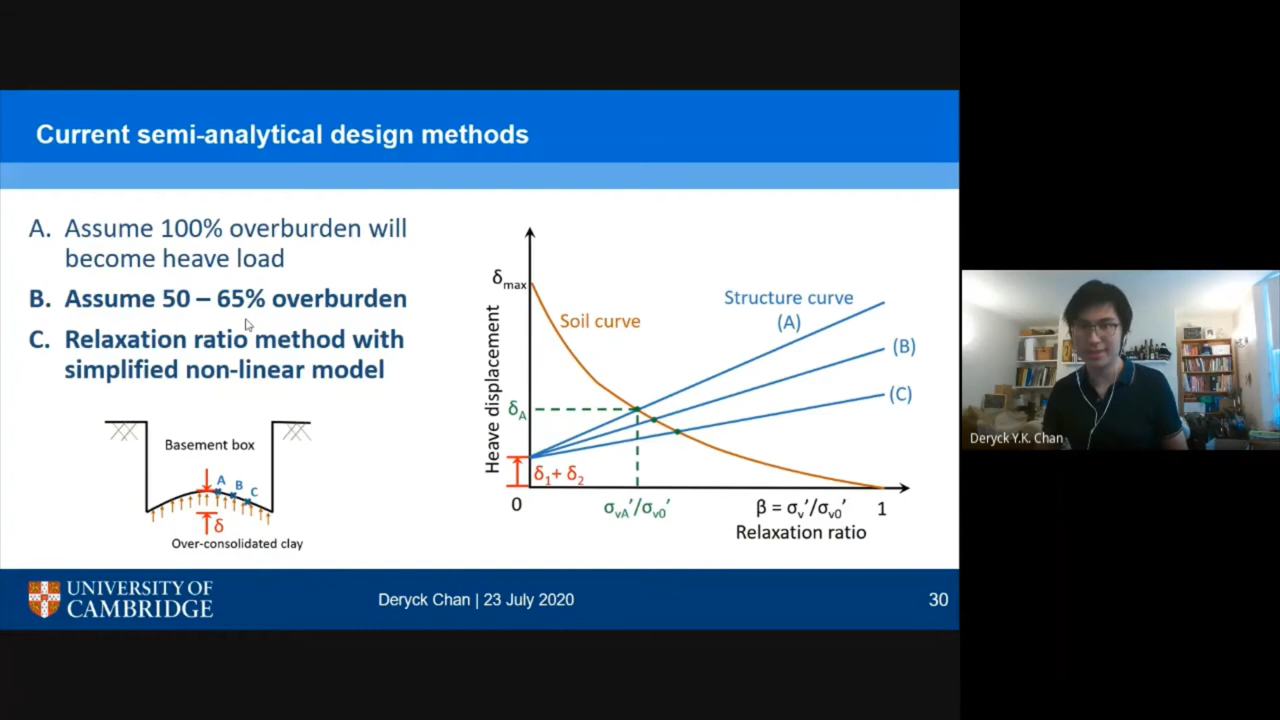 Current semi-analytical design methods
A. Assume 100% overburden will
become heave load
B. Assume 50 – 65% overburden
C. Relaxation ratio method with
simplified non-linear model
Basement box
A
B
C
δ
Over-consolidated clay
δmax
Heave displacement
Soil curve
Structure curve
(A)
(B)
(C)
δA
δ1+ δ2
0
σvA'/σv0'
β = σv'/σv0'
1
Relaxation ratio
UNIVERSITY OF
CAMBRIDGE
Deryck Chan | 23 July 2020
30
Deryck Y.K. Chan